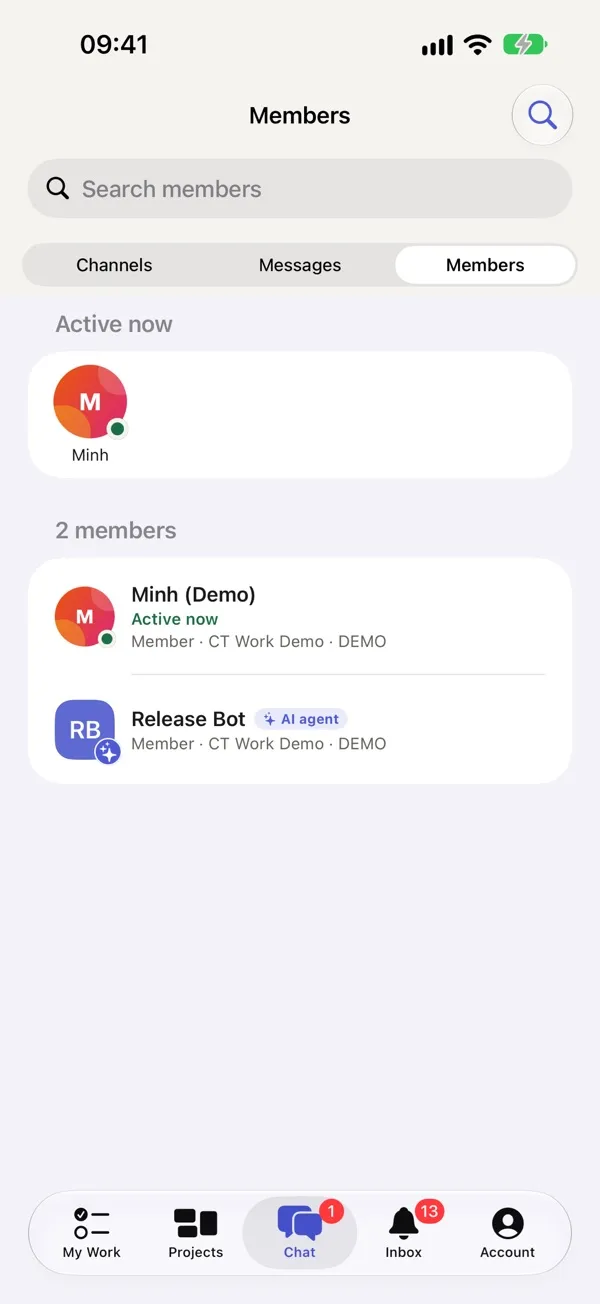 09:41
Members
Search members
Channels
Messages
Members
Active now
M
Minh
2 members
M
Minh (Demo)
Active now
Member · CT Work Demo · DEMO
RB
Release Bot
AI agent
Member · CT Work Demo · DEMO
1
13
My Work
Projects
Chat
Inbox
Account